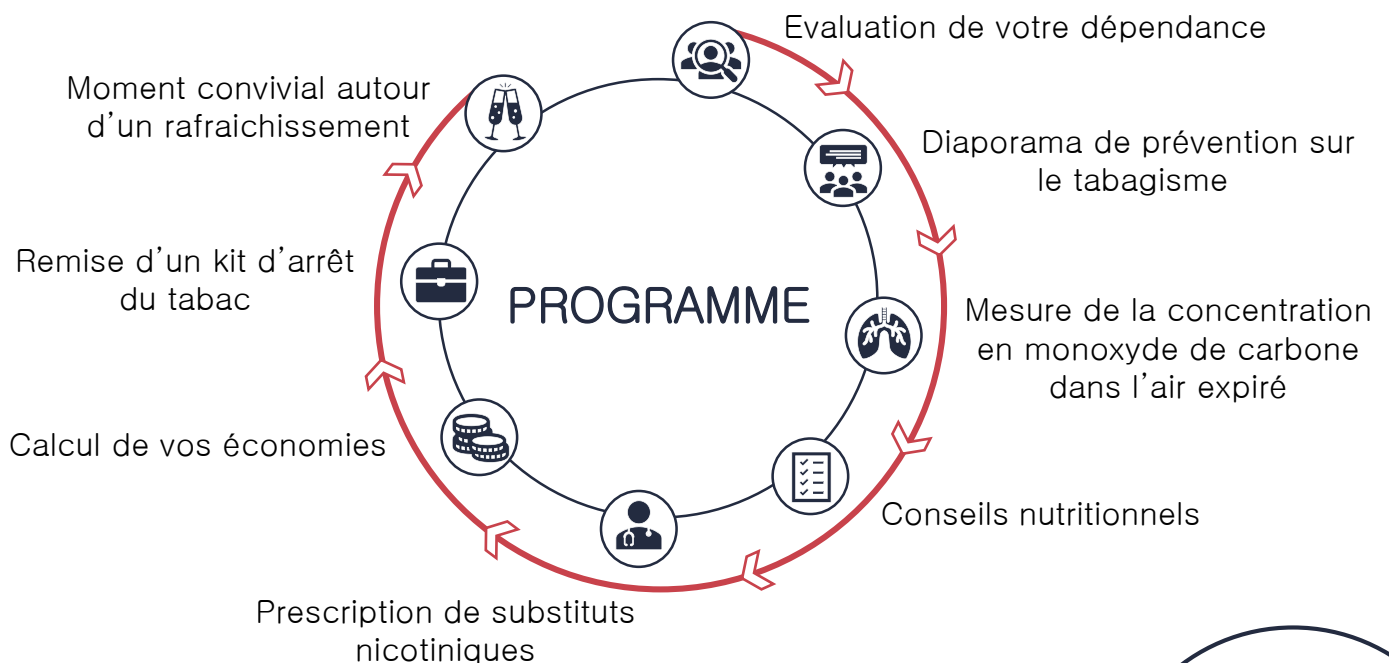 Evaluation de votre dépendance
Diaporama de prévention sur
le tabagisme
Mesure de la concentration
en monoxyde de carbone
dans l’air expiré
Conseils nutritionnels
Prescription de substituts
nicotiniques
Calcul de vos économies
Remise d’un kit d’arrêt
du tabac
Moment convivial autour
d’un rafraichissement
PROGRAMME